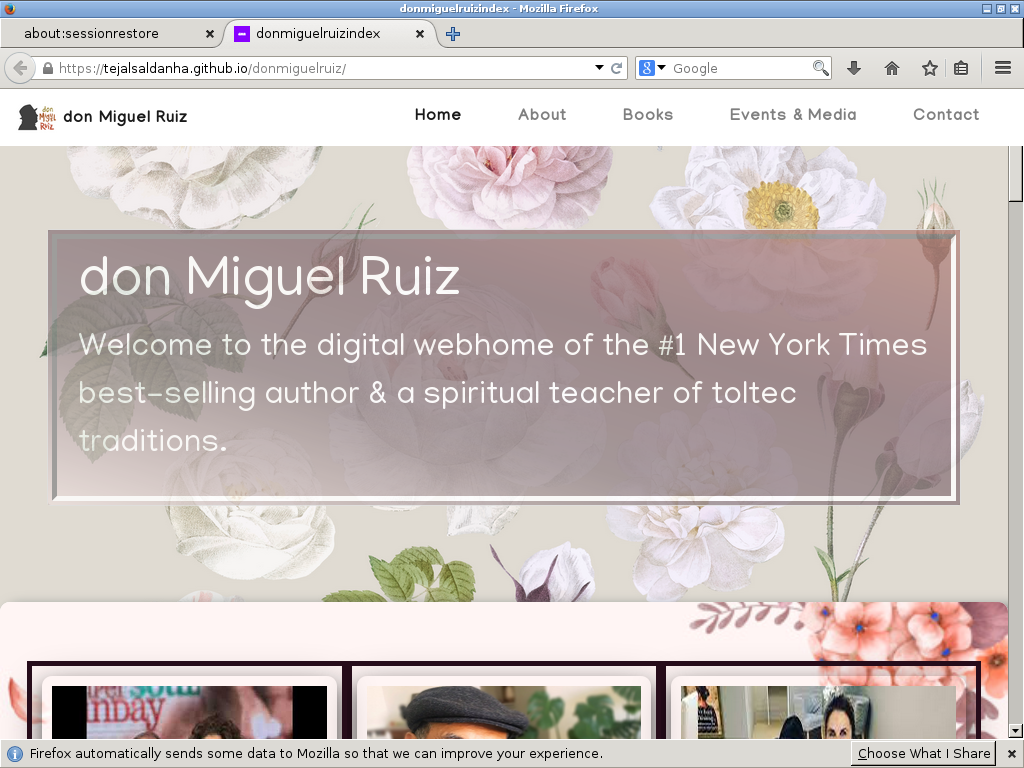 donmiguelruizindex - Mozilla Firefox
about:sessionrestore
donmiguelruizindex
https://tejalsaldanha.github.io/donmiguelruiz/
Google
don Miguel Ruiz
don Miguel Ruiz
Home
About
Books
Events & Media
Contact
don Miguel Ruiz
Welcome to the digital webhome of the #1 New York Times
best-selling author & a spiritual teacher of toltec
traditions.
Firefox automatically sends some data to Mozilla so that we can improve your experience.
Choose What I Share